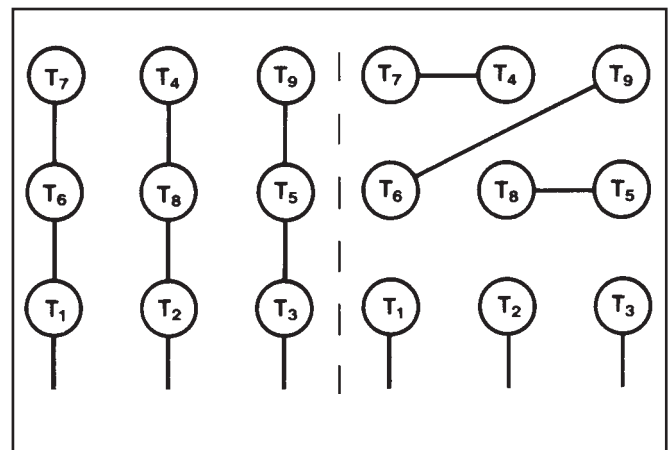 T₇ T₄ T₉ T₇ T₄ T₉
T₆ T₈ T₅ T₆ T₈ T₅
T₁ T₂ T₃ T₁ T₂ T₃